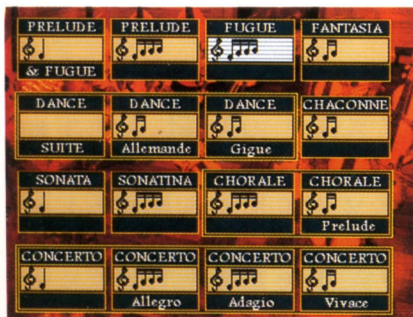 PRELUDE PRELUDE FUGUE FANTASIA
& FUGUE
DANCE DANCE DANCE CHACONNE
SUITE Allemande Gigue
SONATA SONATINA CHORALE CHORALE
Prelude
CONCERTO CONCERTO CONCERTO CONCERTO
Allegro Adagio Vivace